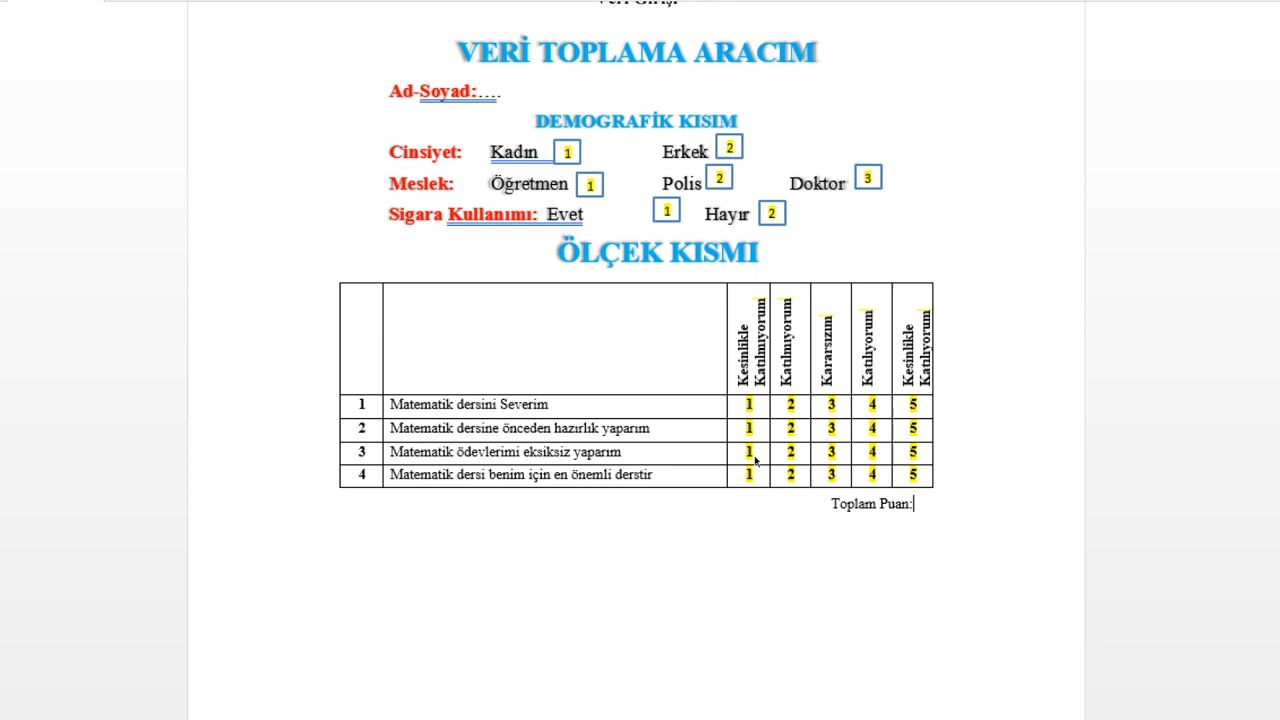 Veri Girişi
VERİ TOPLAMA ARACIM
Ad-Soyad:....
DEMOGRAFİK KISIM
Cinsiyet: Kadın 1 Erkek 2
Meslek: Öğretmen 1 Polis 2 Doktor 3
Sigara Kullanımı: Evet 1 Hayır 2
ÖLÇEK KISMI
Kesinlikle Katılmıyorum
Katılmıyorum
Kararsızım
Katılıyorum
Kesinlikle Katılıyorum
1 Matematik dersini Severim 1 2 3 4 5
2 Matematik dersine önceden hazırlık yaparım 1 2 3 4 5
3 Matematik ödevlerimi eksiksiz yaparım 1 2 3 4 5
4 Matematik dersi benim için en önemli derstir 1 2 3 4 5
Toplam Puan: